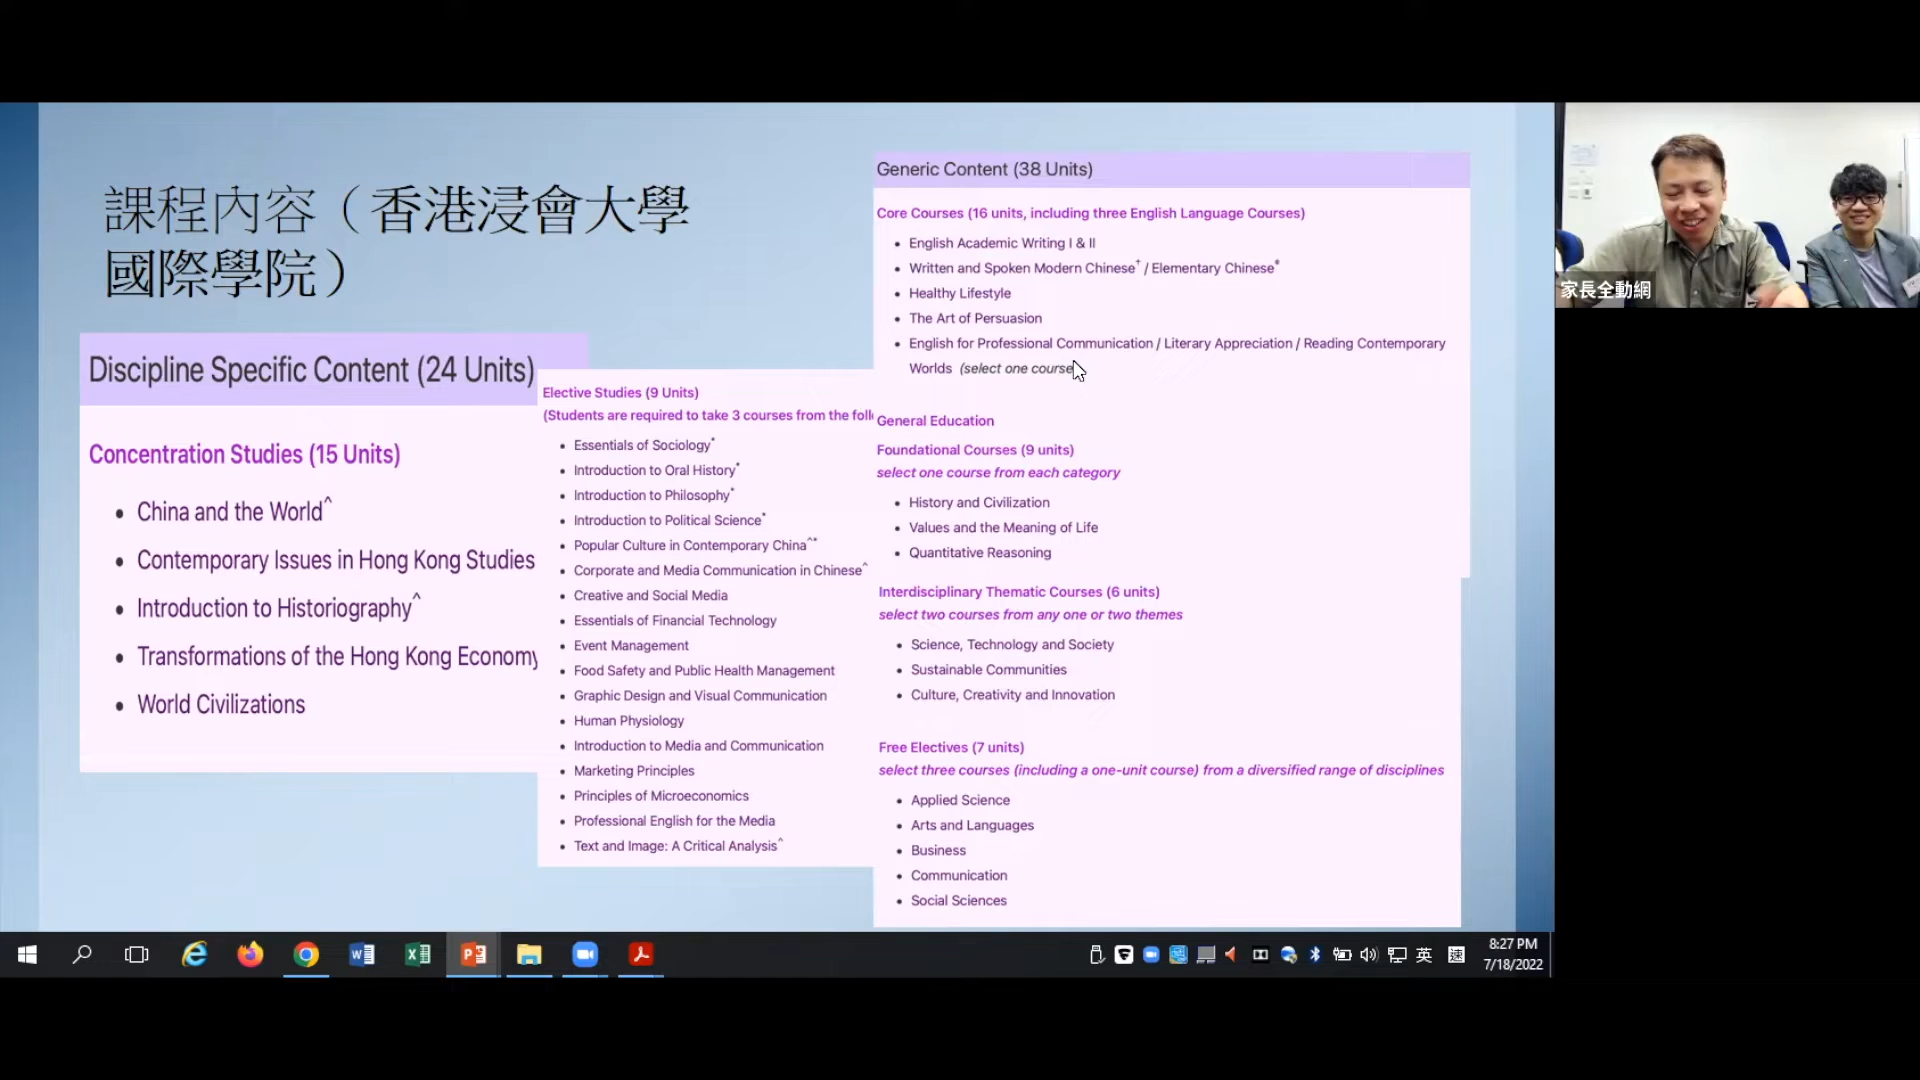 課程內容（香港浸會大學
國際學院）
Discipline Specific Content (24 Units)
Concentration Studies (15 Units)
China and the World^
Contemporary Issues in Hong Kong Studies
Introduction to Historiography^
Transformations of the Hong Kong Economy
World Civilizations
Elective Studies (9 Units)
(Students are required to take 3 courses from the foll
Essentials of Sociology*
Introduction to Oral History*
Introduction to Philosophy*
Introduction to Political Science*
Popular Culture in Contemporary China^*
Corporate and Media Communication in Chinese^
Creative and Social Media
Essentials of Financial Technology
Event Management
Food Safety and Public Health Management
Graphic Design and Visual Communication
Human Physiology
Introduction to Media and Communication
Marketing Principles
Principles of Microeconomics
Professional English for the Media
Text and Image: A Critical Analysis^
Generic Content (38 Units)
Core Courses (16 units, including three English Language Courses)
English Academic Writing I & II
Written and Spoken Modern Chinese† / Elementary Chinese*
Healthy Lifestyle
The Art of Persuasion
English for Professional Communication / Literary Appreciation / Reading Contemporary
Worlds (select one course
General Education
Foundational Courses (9 units)
select one course from each category
History and Civilization
Values and the Meaning of Life
Quantitative Reasoning
Interdisciplinary Thematic Courses (6 units)
select two courses from any one or two themes
Science, Technology and Society
Sustainable Communities
Culture, Creativity and Innovation
Free Electives (7 units)
select three courses (including a one-unit course) from a diversified range of disciplines
Applied Science
Arts and Languages
Business
Communication
Social Sciences
家長全動網
英
速
8:27 PM
7/18/2022